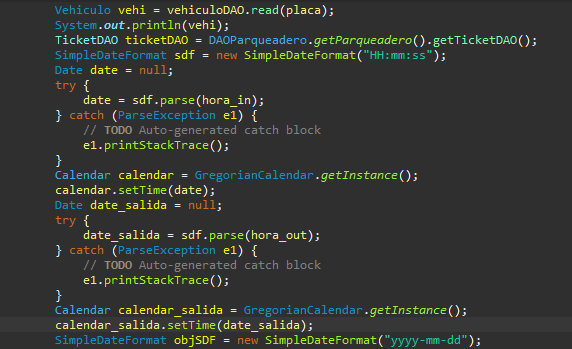 Vehiculo vehi = vehiculoDAO.read(placa);
System.out.println(vehi);
TicketDAO ticketDAO = DAOParqueadero.getParqueadero().getTicketDAO();
SimpleDateFormat sdf = new SimpleDateFormat("HH:mm:ss");
Date date = null;
try {
    date = sdf.parse(hora_in);
} catch (ParseException e1) {
    // TODO Auto-generated catch block
    e1.printStackTrace();
}
Calendar calendar = GregorianCalendar.getInstance();
calendar.setTime(date);
Date date_salida = null;
try {
    date_salida = sdf.parse(hora_out);
} catch (ParseException e1) {
    // TODO Auto-generated catch block
    e1.printStackTrace();
}
Calendar calendar_salida = GregorianCalendar.getInstance();
calendar_salida.setTime(date_salida);
SimpleDateFormat objSDF = new SimpleDateFormat("yyyy-mm-dd");